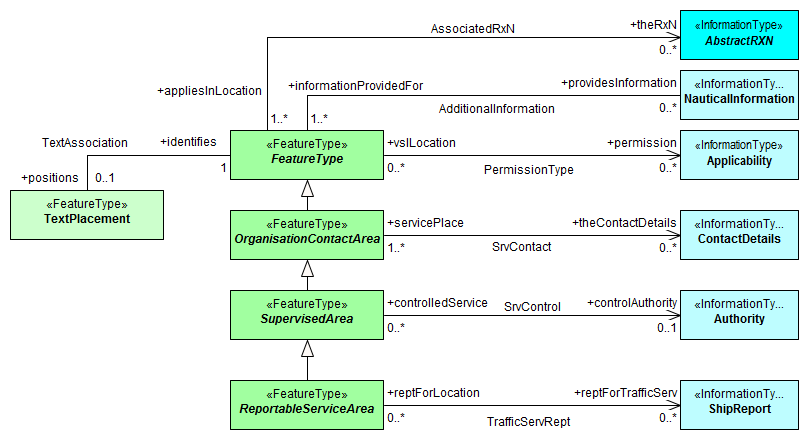 AssociatedRxN
+theRxN
0..*
«InformationType»
AbstractRXN
+appliesInLocation
1..*
+informationProvidedFor
1..*
AdditionalInformation
+providesInformation
0..*
«InformationTy...
NauticalInformation
TextAssociation
+identifies
1
+positions
0..1
«FeatureType»
TextPlacement
«FeatureType»
FeatureType
+vslLocation
0..*
PermissionType
+permission
0..*
«InformationType»
Applicability
«FeatureType»
OrganisationContactArea
+servicePlace
1..*
SrvContact
+theContactDetails
0..*
«InformationTy...
ContactDetails
«FeatureType»
SupervisedArea
+controlledService
0..*
SrvControl
+controlAuthority
0..1
«InformationTy...
Authority
«FeatureType»
ReportableServiceArea
+reptForLocation
0..*
TrafficServRept
+reptForTrafficServ
0..*
«InformationTy...
ShipReport